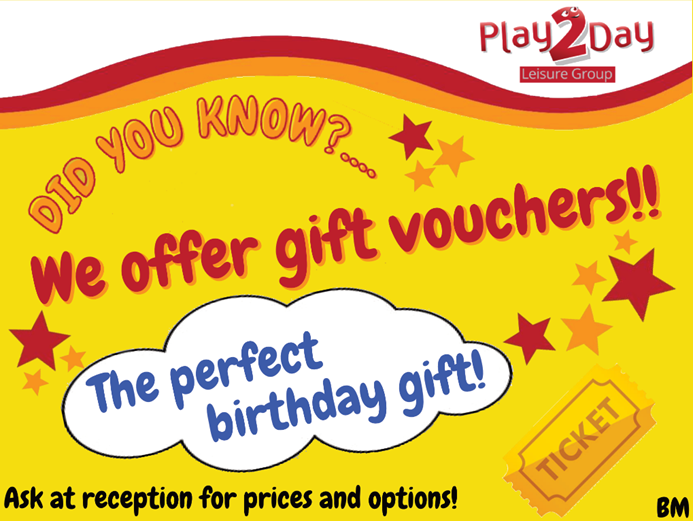 Play2Day
Leisure Group
DID YOU KNOW?....
We offer gift vouchers!!
The perfect
birthday gift!
TICKET
Ask at reception for prices and options!
BM